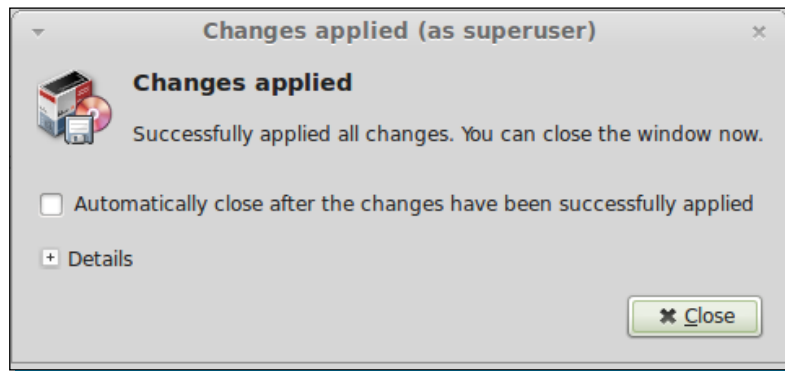 Changes applied (as superuser)
Changes applied
Successfully applied all changes. You can close the window now.
Automatically close after the changes have been successfully applied
Details
Close